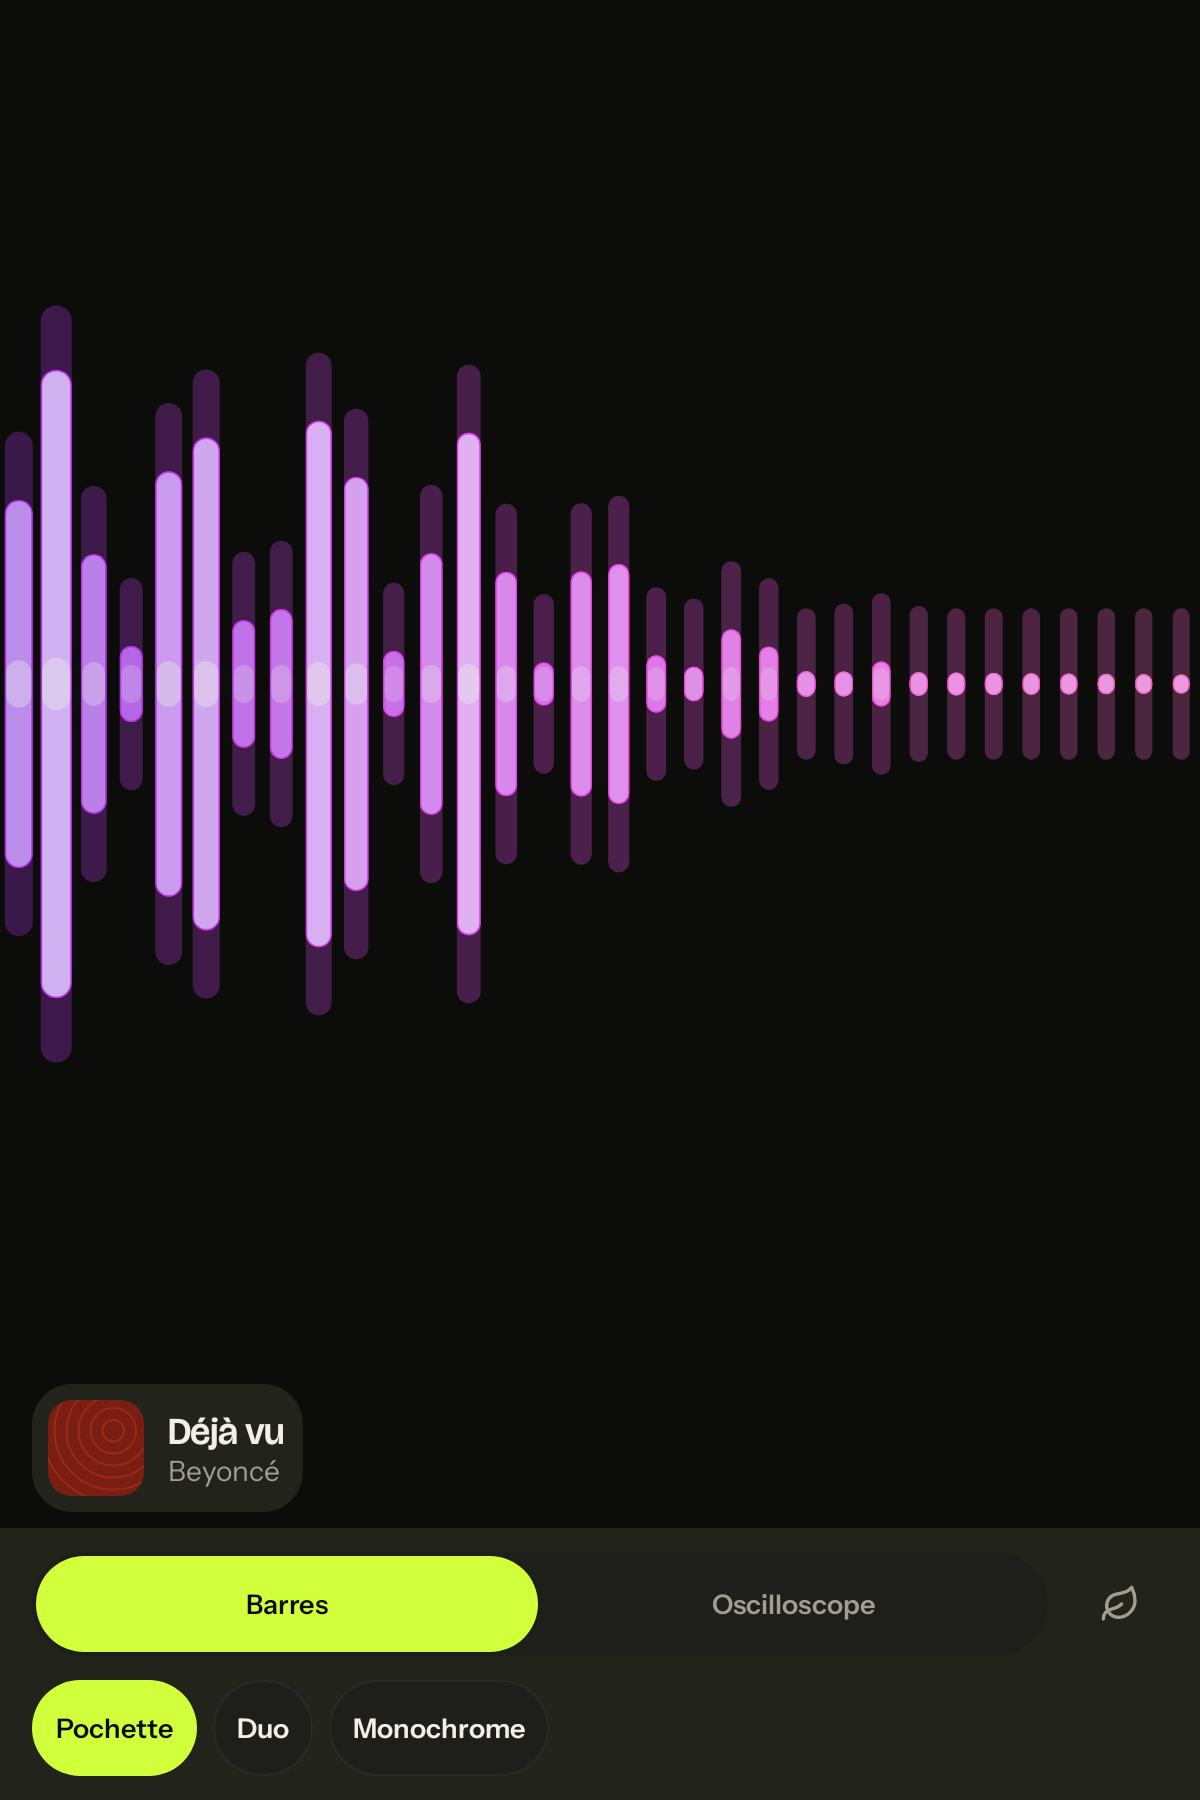 Déjà vu
Beyoncé
Barres
Oscilloscope
Pochette
Duo
Monochrome